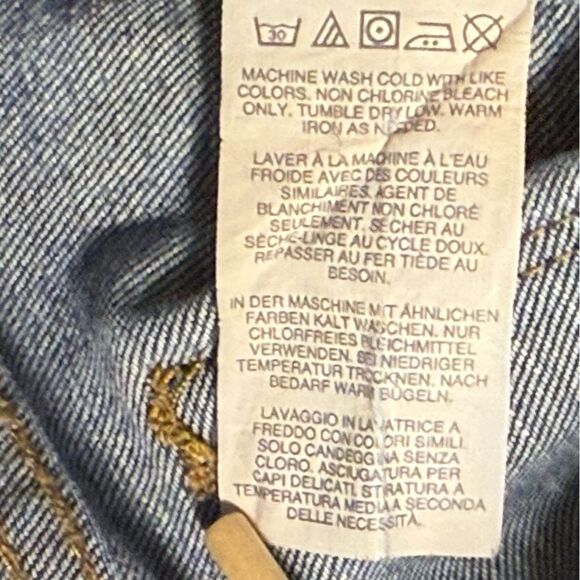 30
MACHINE WASH COLD WITH LIKE
COLORS. NON CHLORINE BLEACH
ONLY. TUMBLE DRY LOW. WARM
IRON AS NEEDED.
LAVER À LA MACHINE À L'EAU
FROIDE AVEC DES COULEURS
SIMILAIRES. AGENT DE
BLANCHIMENT NON CHLORÉ
SEULEMENT. SÉCHER AU
SÈCHE-LINGE AU CYCLE DOUX.
REPASSER AU FER TIÈDE AU
BESOIN.
IN DER MASCHINE MIT ÄHNLICHEN
FARBEN KALT WASCHEN. NUR
CHLORFREIES BLEICHMITTEL
VERWENDEN. BEI NIEDRIGER
TEMPERATUR TROCKNEN. NACH
BEDARF WARM BÜGELN.
LAVAGGIO IN LAVATRICE A
FREDDO CON COLORI SIMILI.
SOLO CANDEGGINA SENZA
CLORO. ASCIUGATURA PER
CAPI DELICATI. STIRATURA A
TEMPERATURA MEDIA A SECONDA
DELLE NECESSITÀ.